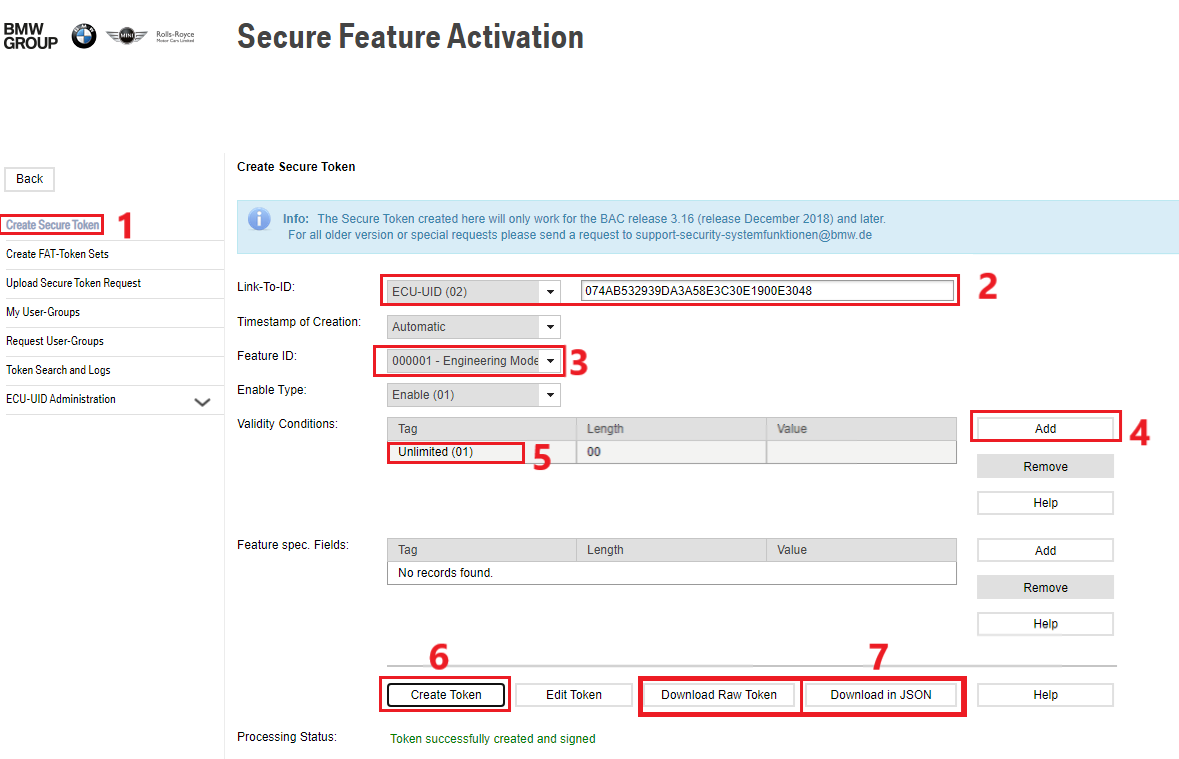 BMW
GROUP
MINI
Rolls-Royce
Motor Cars Limited
Secure Feature Activation
Back
Create Secure Token
1
Create FAT-Token Sets
Upload Secure Token Request
My User-Groups
Request User-Groups
Token Search and Logs
ECU-UID Administration
Create Secure Token
Info: The Secure Token created here will only work for the BAC release 3.16 (release December 2018) and later.
For all older version or special requests please send a request to support-security-systemfunktionen@bmw.de
Link-To-ID: ECU-UID (02) 074AB532939DA3A58E3C30E1900E3048 2
Timestamp of Creation: Automatic
Feature ID: 000001 - Engineering Mode 3
Enable Type: Enable (01)
Validity Conditions: Tag Length Value Add 4
Unlimited (01) 5 00
Remove
Help
Feature spec. Fields: Tag Length Value Add
No records found.
Remove
Help
6 7
Create Token Edit Token Download Raw Token Download in JSON Help
Processing Status: Token successfully created and signed